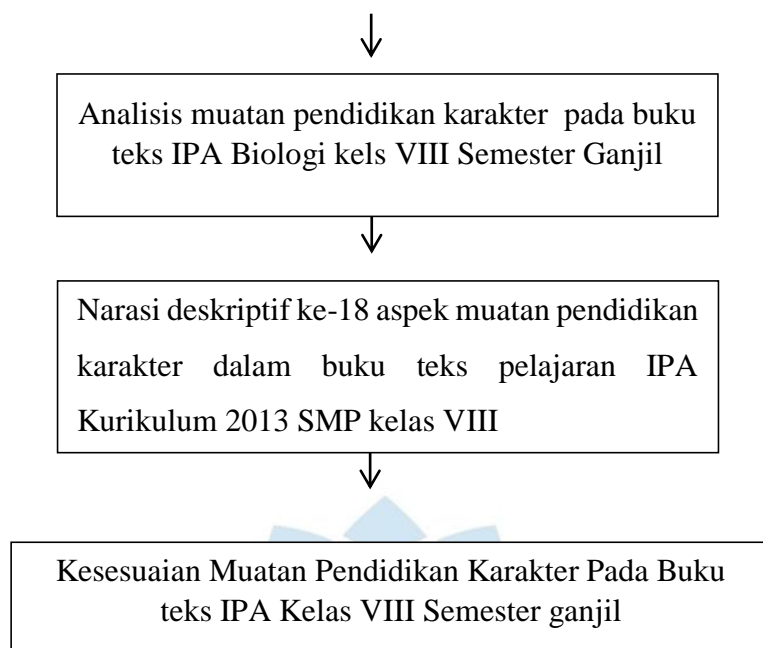 Analisis muatan pendidikan karakter pada buku
teks IPA Biologi kels VIII Semester Ganjil
Narasi deskriptif ke-18 aspek muatan pendidikan
karakter dalam buku teks pelajaran IPA
Kurikulum 2013 SMP kelas VIII
Kesesuaian Muatan Pendidikan Karakter Pada Buku
teks IPA Kelas VIII Semester ganjil